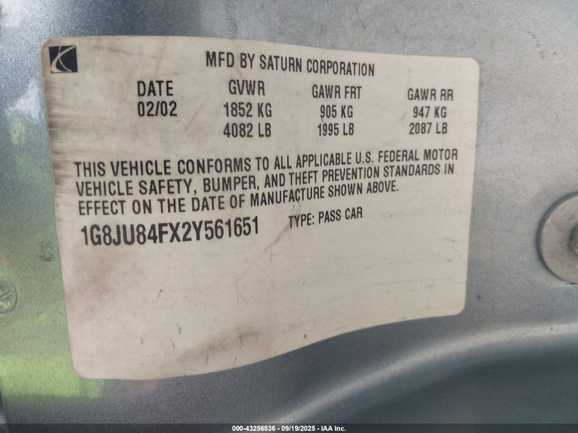 MFD BY SATURN CORPORATION
DATE GVWR GAWR FRT GAWR RR
02/02 1852 KG 905 KG 947 KG
4082 LB 1995 LB 2087 LB
THIS VEHICLE CONFORMS TO ALL APPLICABLE U.S. FEDERAL MOTOR
VEHICLE SAFETY, BUMPER, AND THEFT PREVENTION STANDARDS IN
EFFECT ON THE DATE OF MANUFACTURE SHOWN ABOVE.
1G8JU84FX2Y561651 TYPE: PASS CAR
000-43256536 - 09/19/2025 - IAA Inc.